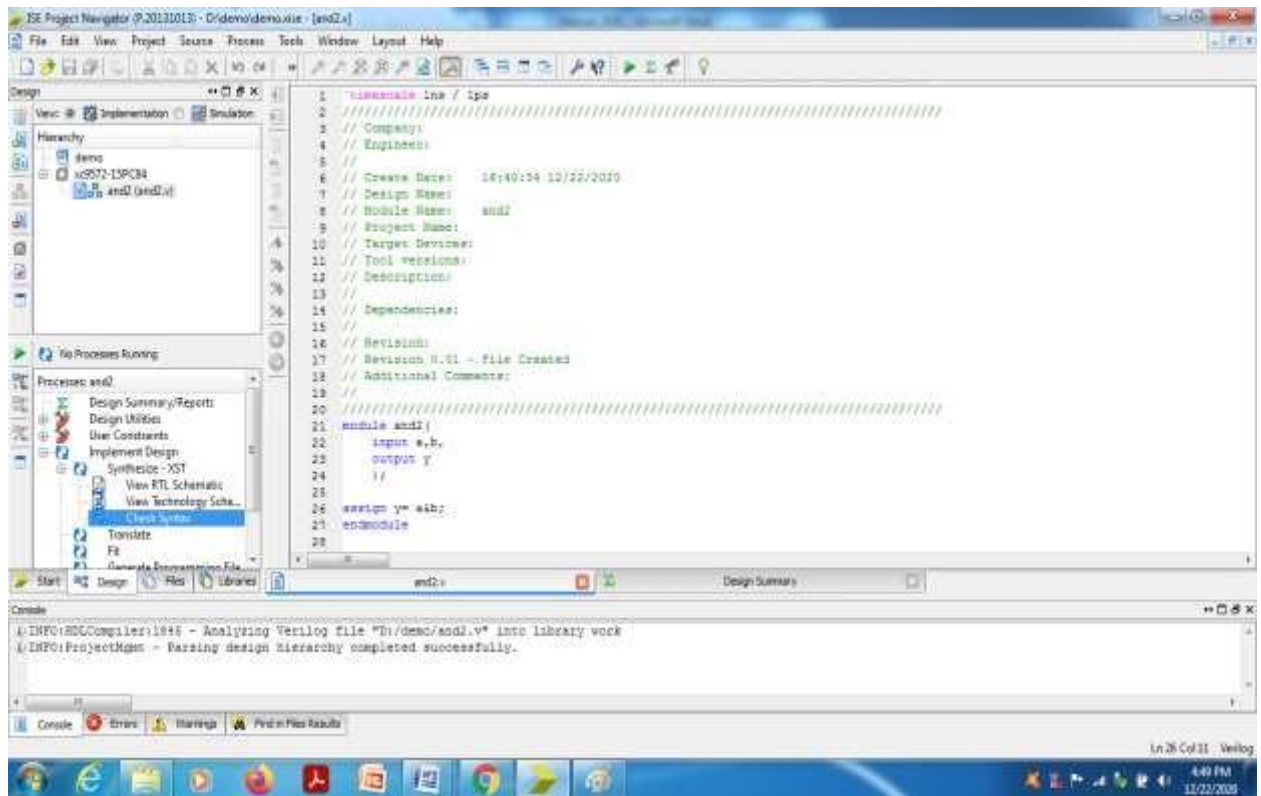 ISE Project Navigator (P.20131013) - D:\demo\demo.xise - [and2.v]
File Edit View Project Source Process Tools Window Layout Help
Design
View: Implementation Simulation
Hierarchy
demo
xc9572-15PC84
and2 (and2.v)
No Processes Running
Processes: and2
Design Summary/Reports
Design Utilities
User Constraints
Implement Design
Synthesize - XST
View RTL Schematic
View Technology Sche...
Check Syntax
Translate
Fit
Generate Programming File
Start Design Files Libraries
1 `timescale 1ns / 1ps
2 //////////////////////////////////////////////////////////////////////////////////
3 // Company:
4 // Engineer:
5 //
6 // Create Date: 16:40:54 12/22/2020
7 // Design Name:
8 // Module Name: and2
9 // Project Name:
10 // Target Devices:
11 // Tool versions:
12 // Description:
13 //
14 // Dependencies:
15 //
16 // Revision:
17 // Revision 0.01 - File Created
18 // Additional Comments:
19 //
20 //////////////////////////////////////////////////////////////////////////////////
21 module and2(
22 input a,b,
23 output y
24 );
25
26 assign y= a&b;
27 endmodule
28
and2.v Design Summary
Console
INFO:HDLCompiler:1845 - Analyzing Verilog file "D:/demo/and2.v" into library work
INFO:ProjectMgmt - Parsing design hierarchy completed successfully.
Console Errors Warnings Find in Files Results
Ln 26 Col 11 Verilog
4:49 PM
12/22/2020